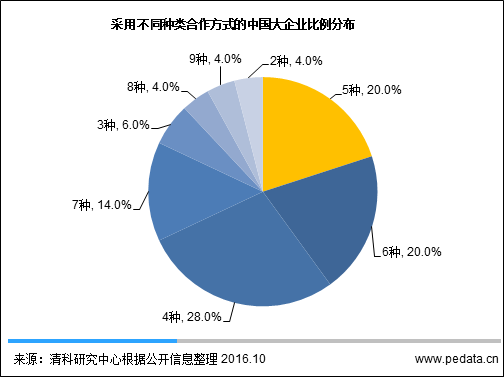 采用不同种类合作方式的中国大企业比例分布
9种, 4.0%
2种, 4.0%
8种, 4.0%
5种, 20.0%
3种, 6.0%
7种, 14.0%
6种, 20.0%
4种, 28.0%
来源：清科研究中心根据公开信息整理 2016.10
www.pedata.cn